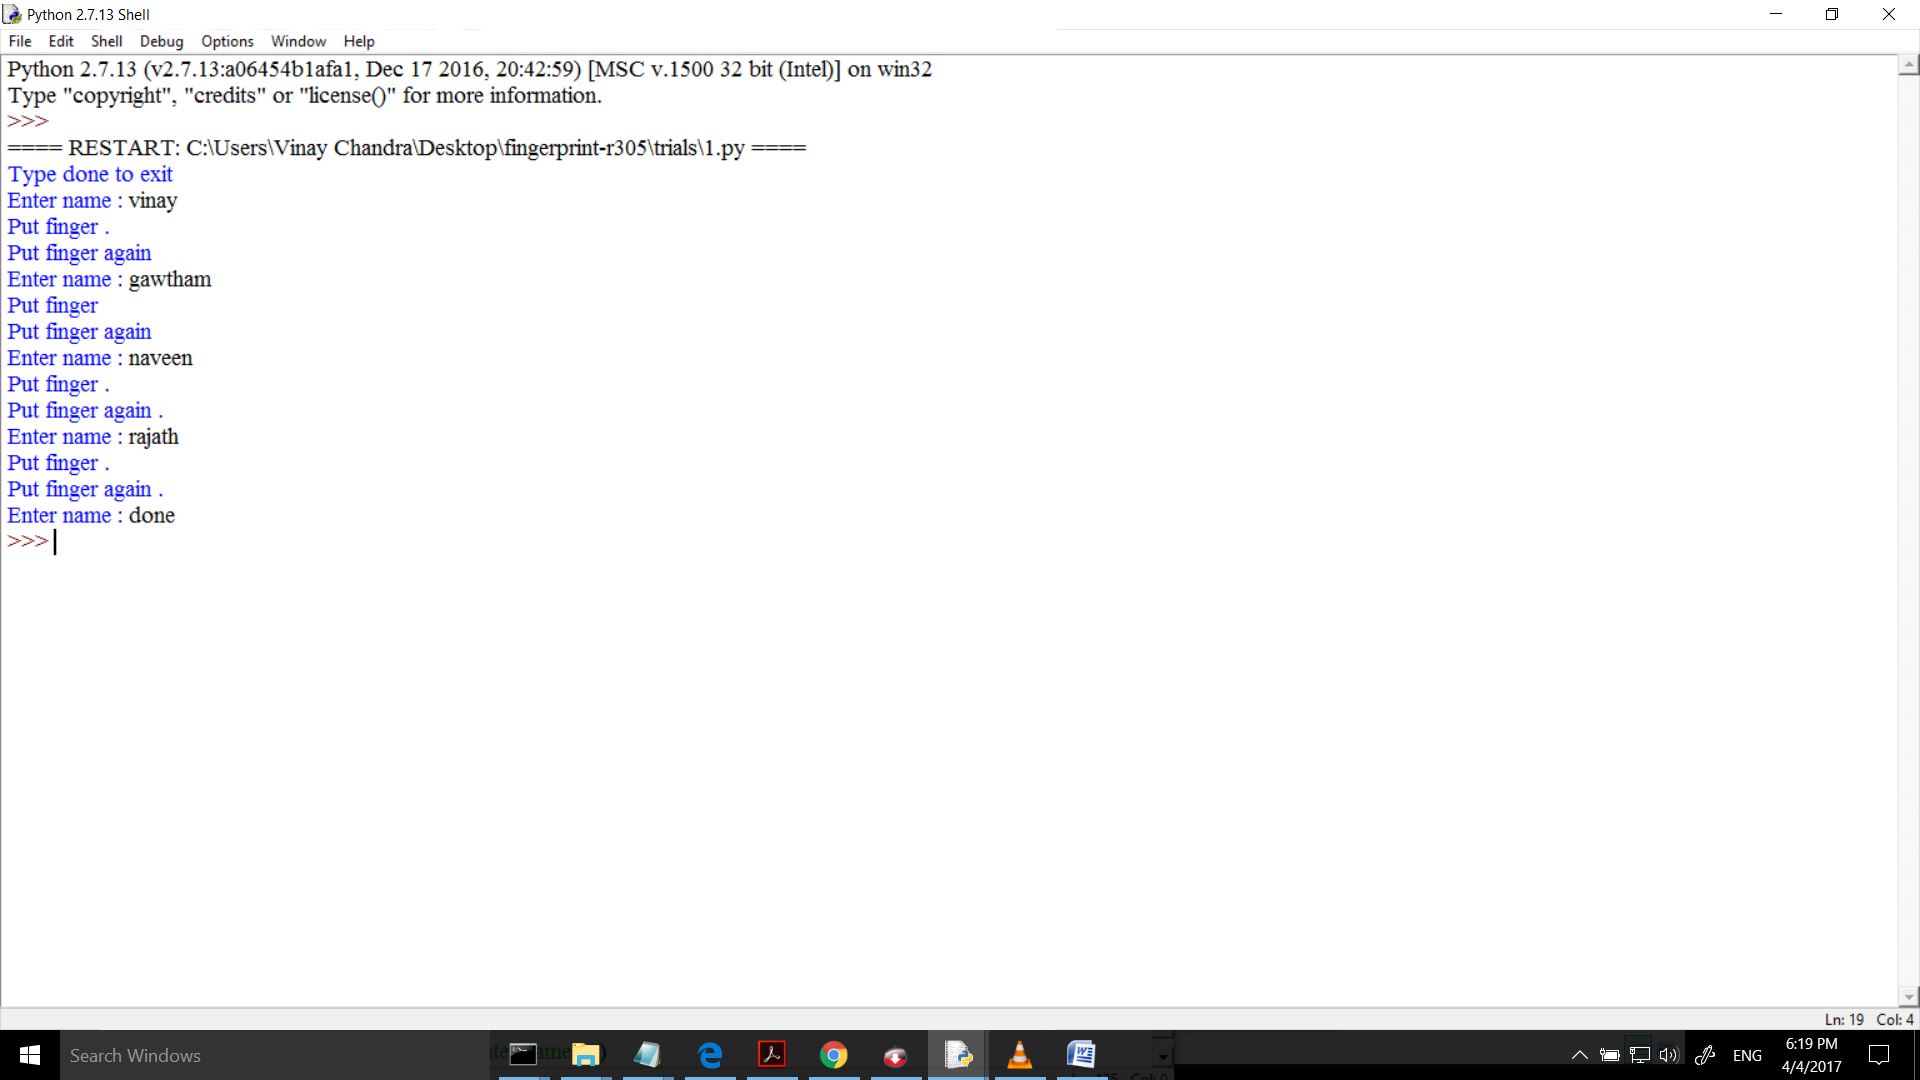 Python 2.7.13 Shell
File Edit Shell Debug Options Window Help
Python 2.7.13 (v2.7.13:a06454b1afa1, Dec 17 2016, 20:42:59) [MSC v.1500 32 bit (Intel)] on win32
Type "copyright", "credits" or "license()" for more information.
>>>
==== RESTART: C:\Users\Vinay Chandra\Desktop\fingerprint-r305\trials\1.py ====
Type done to exit
Enter name : vinay
Put finger .
Put finger again
Enter name : gawtham
Put finger
Put finger again
Enter name : naveen
Put finger .
Put finger again .
Enter name : rajath
Put finger .
Put finger again .
Enter name : done
>>>
Ln: 19 Col: 4
Search Windows
ENG
6:19 PM
4/4/2017